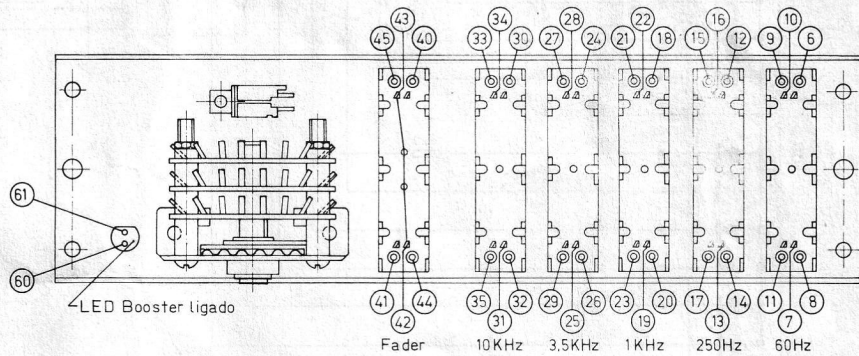 43 34 28 22 16 10
45 40 33 30 27 24 21 18 15 12 9 6
61
60
LED Booster ligado
41 44 35 32 29 26 23 20 17 14 11 8
42 31 25 19 13 7
Fader 10KHz 3,5KHz 1KHz 250Hz 60Hz